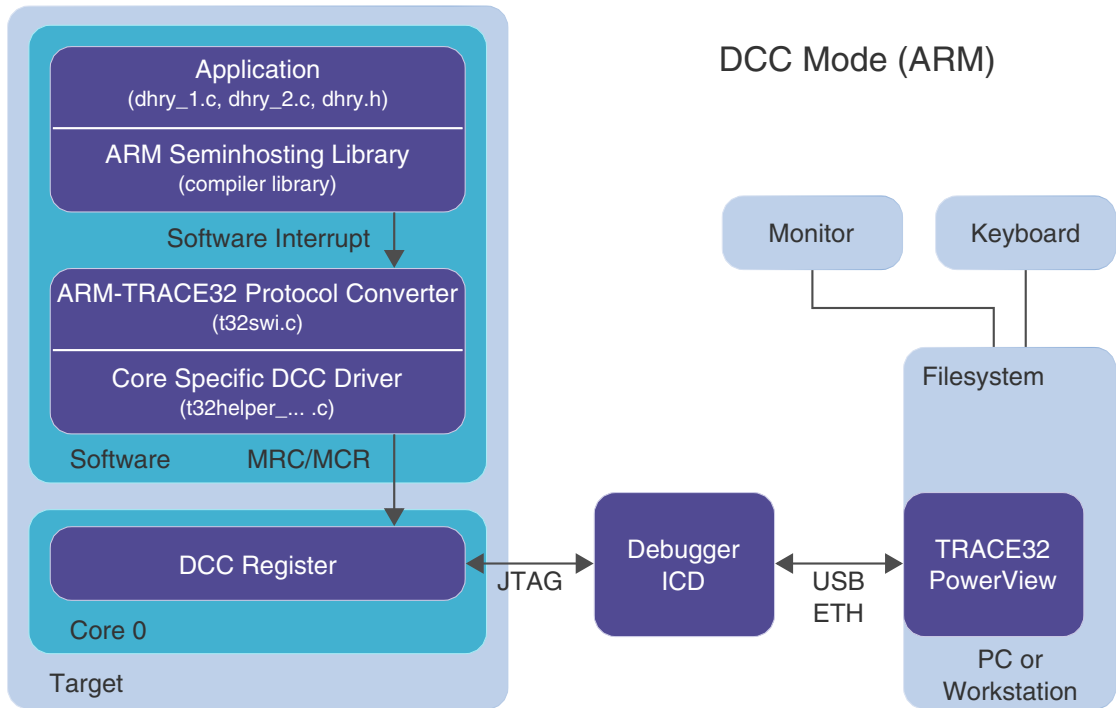 DCC Mode (ARM)
Application
(dhry_1.c, dhry_2.c, dhry.h)
ARM Seminhosting Library
(compiler library)
Software Interrupt
ARM-TRACE32 Protocol Converter
(t32swi.c)
Core Specific DCC Driver
(t32helper_... .c)
Software
MRC/MCR
DCC Register
Core 0
Target
JTAG
Debugger
ICD
USB
ETH
Monitor
Keyboard
Filesystem
TRACE32
PowerView
PC or
Workstation